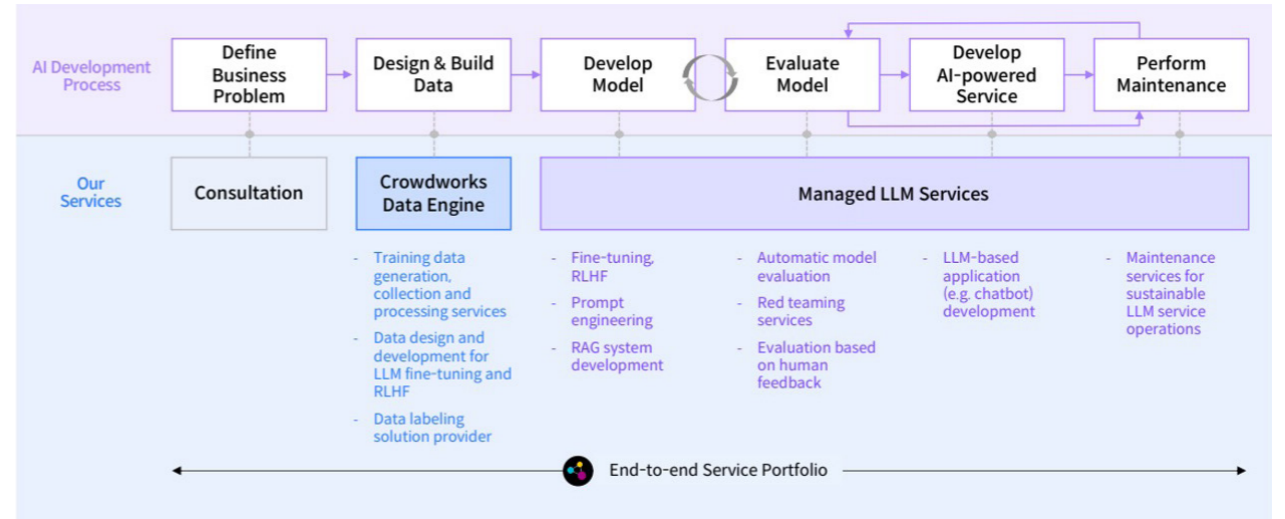 AI Development
Process
Define
Business
Problem
Design & Build
Data
Develop
Model
Evaluate
Model
Develop
AI-powered
Service
Perform
Maintenance
Our
Services
Consultation
Crowdworks
Data Engine
Managed LLM Services
- Training data
generation,
collection and
processing services
- Data design and
development for
LLM fine-tuning and
RLHF
- Data labeling
solution provider
- Fine-tuning,
RLHF
- Prompt
engineering
- RAG system
development
- Automatic model
evaluation
- Red teaming
services
- Evaluation based
on human
feedback
- LLM-based
application
(e.g. chatbot)
development
- Maintenance
services for
sustainable
LLM service
operations
End-to-end Service Portfolio